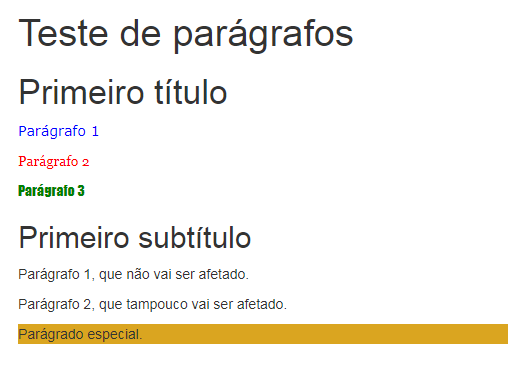 Teste de parágrafos
Primeiro título
Parágrafo 1
Parágrafo 2
Parágrafo 3
Primeiro subtítulo
Parágrafo 1, que não vai ser afetado.
Parágrafo 2, que tampouco vai ser afetado.
Parágrado especial.